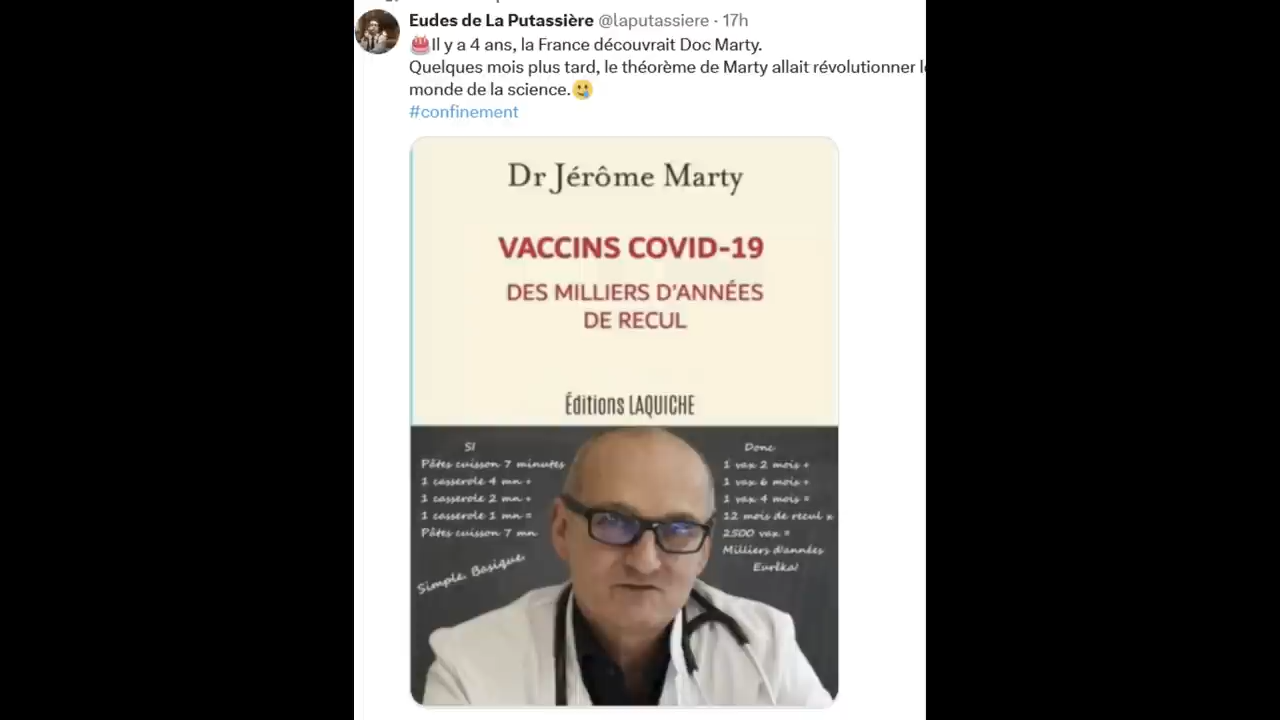 Eudes de La Putassière @laputassiere · 17h
🎂Il y a 4 ans, la France découvrait Doc Marty.
Quelques mois plus tard, le théorème de Marty allait révolutionner
monde de la science.🥲
#confinement
Dr Jérôme Marty
VACCINS COVID-19
DES MILLIERS D'ANNÉES
DE RECUL
Éditions LAQUICHE
SI
Pâtes cuisson 7 minutes
1 casserole 4 mn +
1 casserole 2 mn +
1 casserole 1 mn =
Pâtes cuisson 7 mn
Simple. Basique.
Donc
1 vax 2 mois +
1 vax 6 mois +
1 vax 4 mois =
12 mois de recul x
2500 vax =
Milliers d'années
Eurêka!